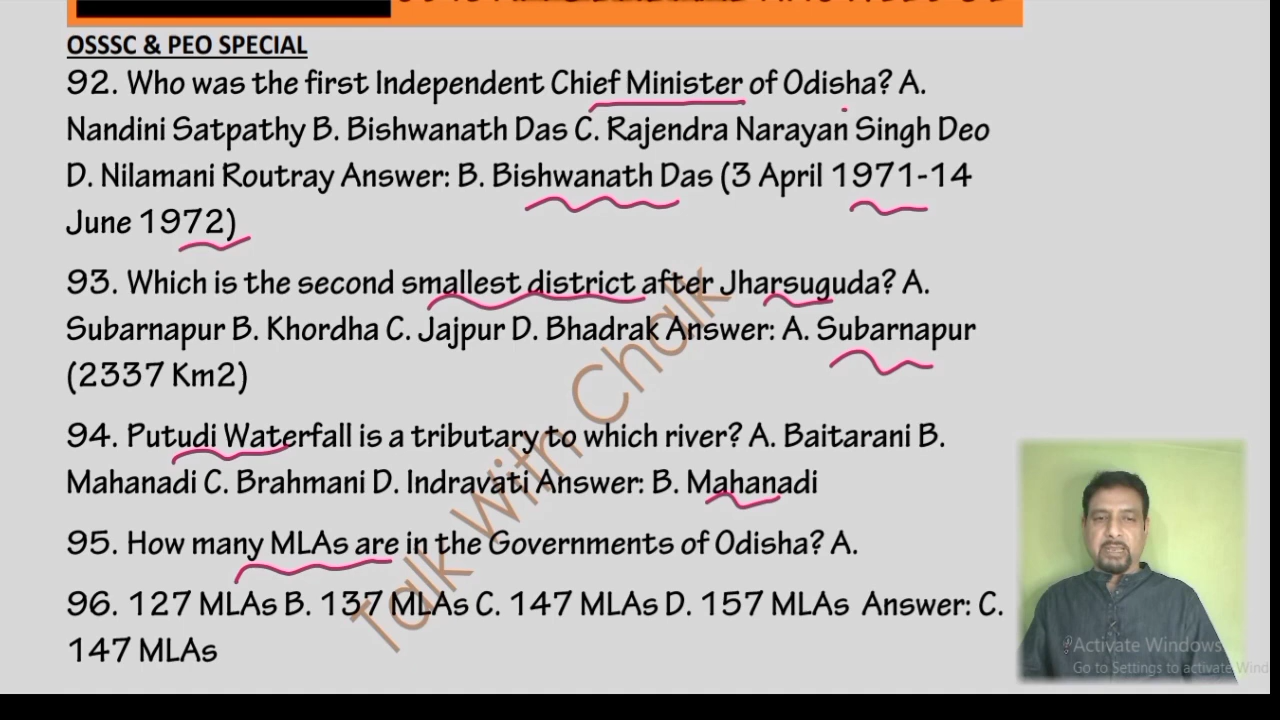 OSSSC & PEO SPECIAL
92. Who was the first Independent Chief Minister of Odisha? A.
Nandini Satpathy B. Bishwanath Das C. Rajendra Narayan Singh Deo
D. Nilamani Routray Answer: B. Bishwanath Das (3 April 1971-14
June 1972)
93. Which is the second smallest district after Jharsuguda? A.
Subarnapur B. Khordha C. Jajpur D. Bhadrak Answer: A. Subarnapur
(2337 Km2)
94. Putudi Waterfall is a tributary to which river? A. Baitarani B.
Mahanadi C. Brahmani D. Indravati Answer: B. Mahanadi
95. How many MLAs are in the Governments of Odisha? A.
96. 127 MLAs B. 137 MLAs C. 147 MLAs D. 157 MLAs Answer: C.
147 MLAs
Talk With Chalk
Activate Windows
Go to Settings to activate Wind